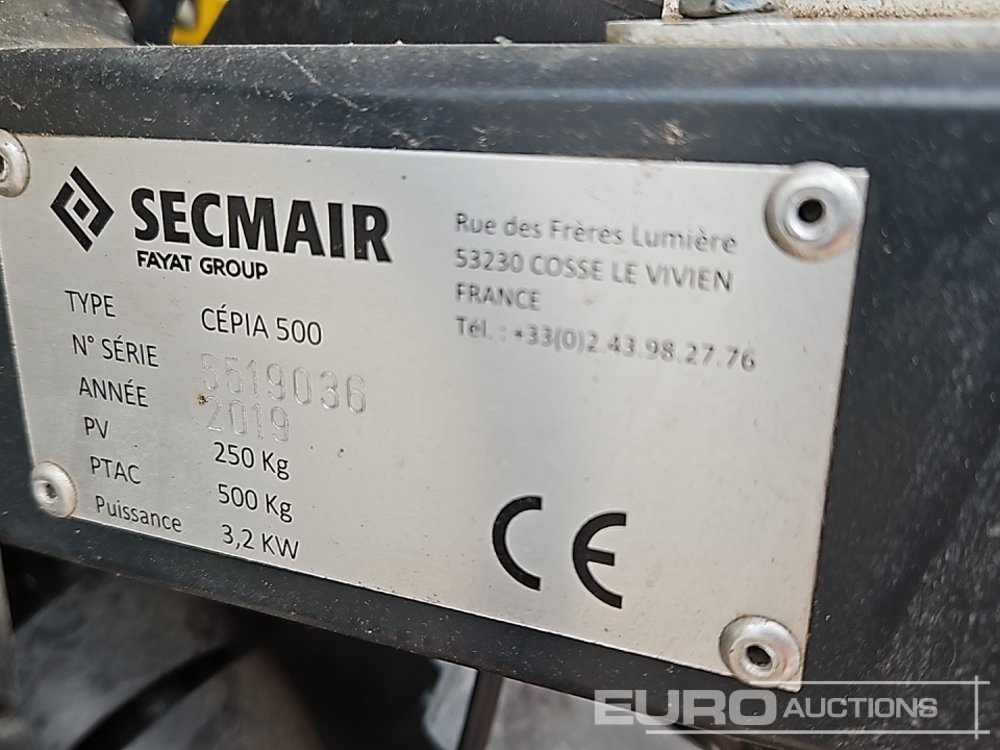 SECMAIR
FAYAT GROUP
Rue des Frères Lumière
53230 COSSE LE VIVIEN
FRANCE
Tél. : +33(0)2.43.98.27.76
TYPE CÉPIA 500
N° SÉRIE 5519036
ANNÉE 2019
PV 250 Kg
PTAC 500 Kg
Puissance 3,2 KW
CE
EURO AUCTIONS